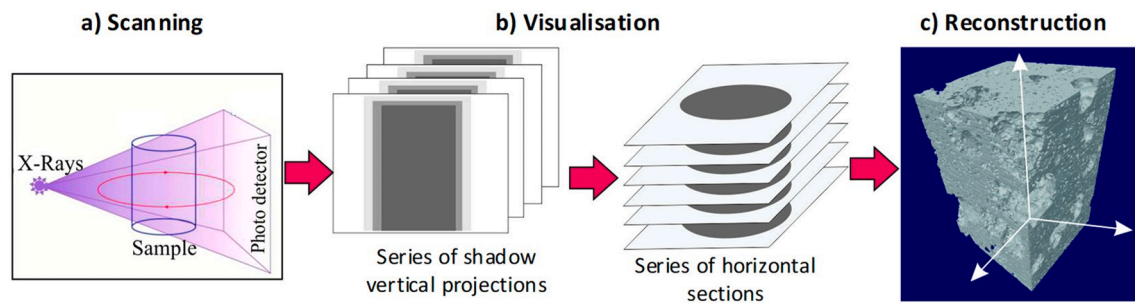 a) Scanning
b) Visualisation
c) Reconstruction
X-Rays
Sample
Photo detector
Series of shadow
vertical projections
Series of horizontal
sections